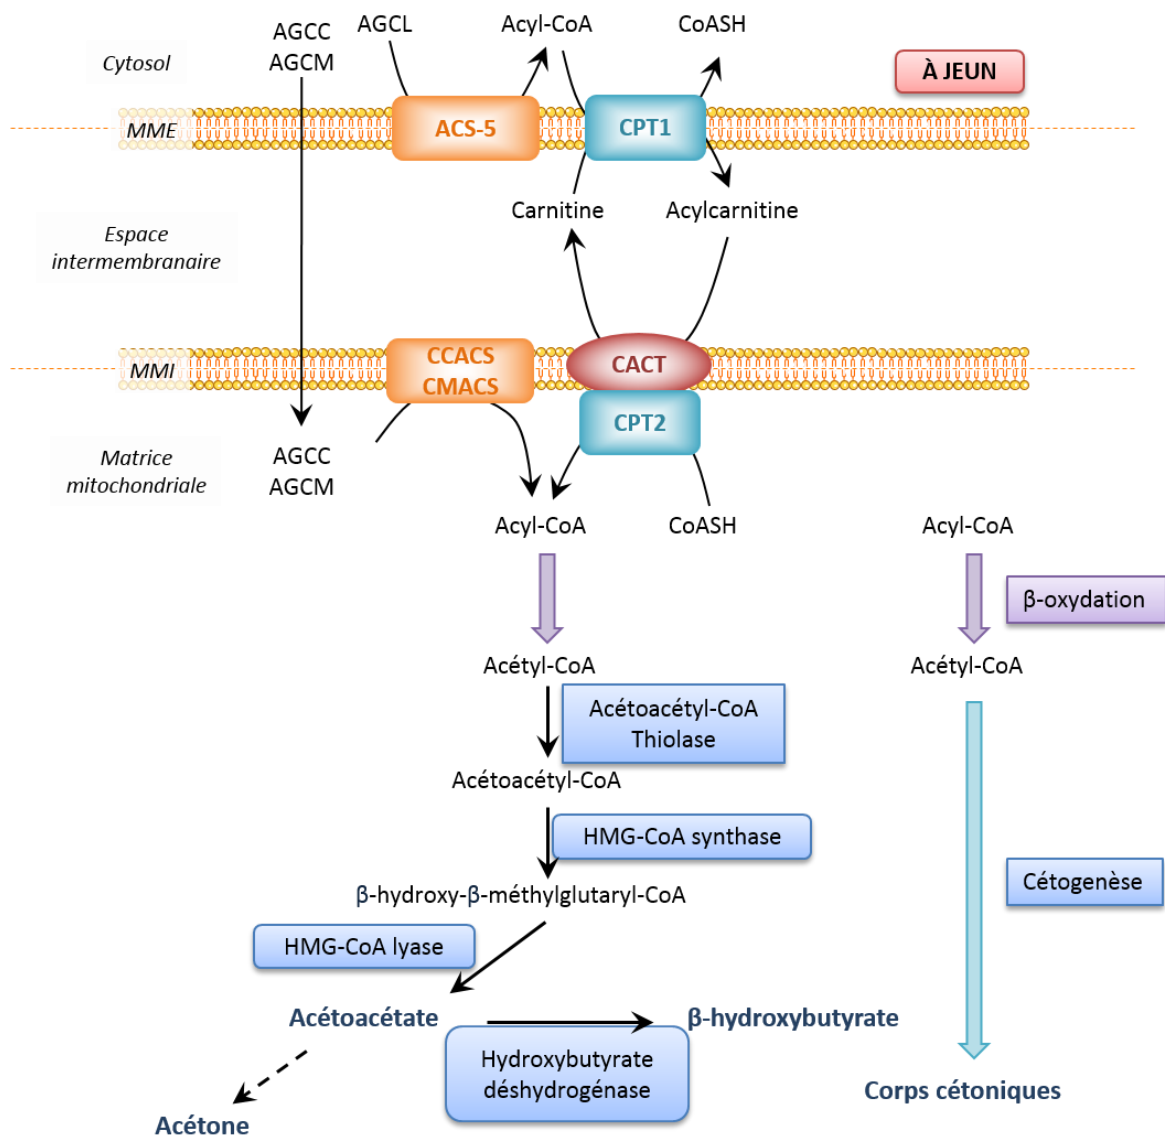 AGCC
AGCM
AGCL
Acyl-CoA
CoASH
Cytosol
À JEUN
MME
ACS-5
CPT1
Carnitine
Acylcarnitine
Espace
intermembranaire
CCACS
CMACS
CACT
MMI
CPT2
Matrice
mitochondriale
AGCC
AGCM
Acyl-CoA
CoASH
Acyl-CoA
β-oxydation
Acétyl-CoA
Acétyl-CoA
Acétoacétyl-CoA
Thiolase
Acétoacétyl-CoA
HMG-CoA synthase
β-hydroxy-β-méthylglutaryl-CoA
Cétogenèse
HMG-CoA lyase
Acétoacétate
β-hydroxybutyrate
Hydroxybutyrate
déshydrogénase
Corps cétoniques
Acétone